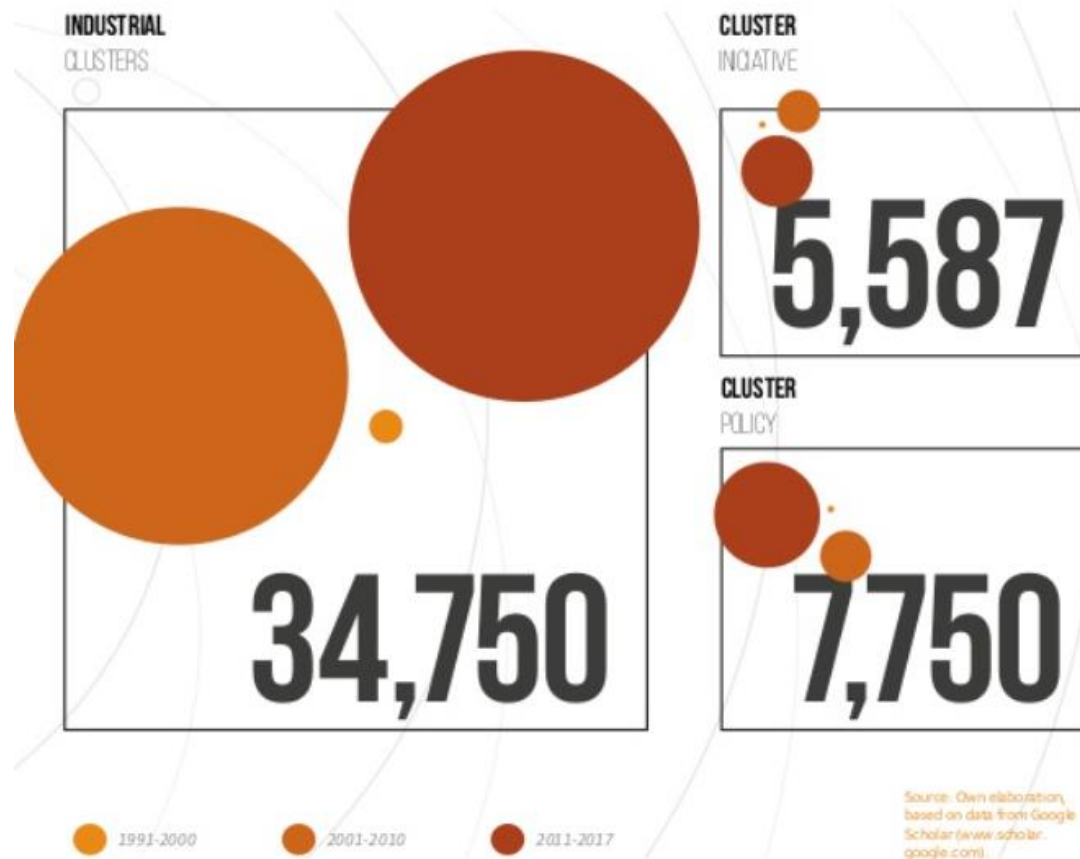 INDUSTRIAL
CLUSTERS
34,750
CLUSTER
INCIATIVE
5,587
CLUSTER
POLICY
7,750
1991-2000
2001-2010
2011-2017
Source: Own elaboration,
based on data from Google
Scholar (www.scholar.
google.com).